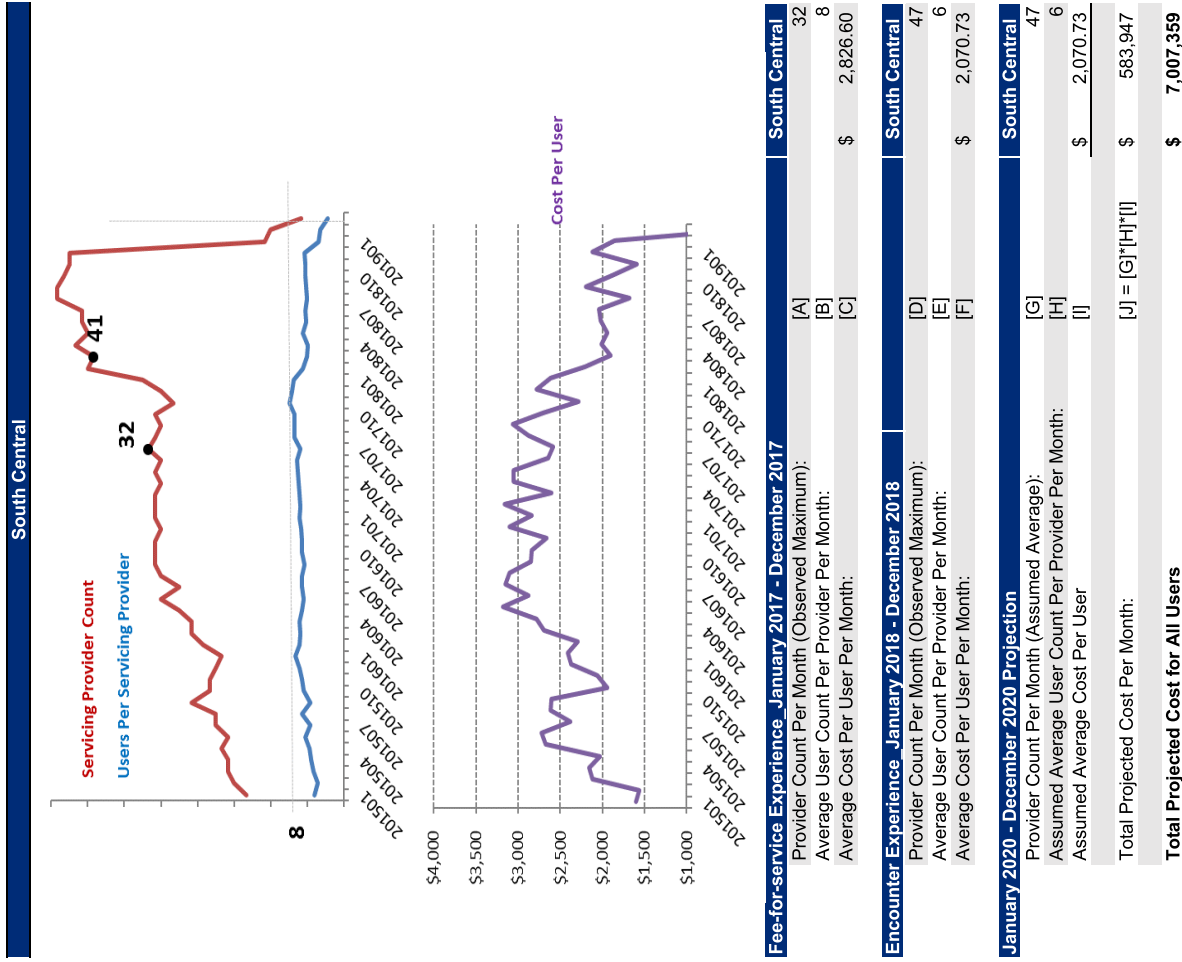 South Central
Servicing Provider Count
Users Per Servicing Provider
32
41
8
201501
201504
201507
201510
201601
201604
201607
201610
201701
201704
201707
201710
201801
201804
201807
201810
201901
Cost Per User
$4,000
$3,500
$3,000
$2,500
$2,000
$1,500
$1,000
201501
201504
201507
201510
201601
201604
201607
201610
201701
201704
201707
201710
201801
201804
201807
201810
201901
Fee-for-service Experience_January 2017 - December 2017 South Central
Provider Count Per Month (Observed Maximum): [A] 32
Average User Count Per Provider Per Month: [B] 8
Average Cost Per User Per Month: [C] $ 2,826.60
Encounter Experience_January 2018 - December 2018 South Central
Provider Count Per Month (Observed Maximum): [D] 47
Average User Count Per Provider Per Month: [E] 6
Average Cost Per User Per Month: [F] $ 2,070.73
January 2020 - December 2020 Projection South Central
Provider Count Per Month (Assumed Average): [G] 47
Assumed Average User Count Per Provider Per Month: [H] 6
Assumed Average Cost Per User [I] $ 2,070.73
Total Projected Cost Per Month: [J] = [G]*[H]*[I] $ 583,947
Total Projected Cost for All Users $ 7,007,359